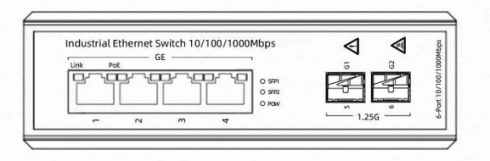 Industrial Ethernet Switch 10/100/1000Mbps
GE
Link PoE
SFP1
SFP2
POW
1 2 3 4
G1 G2
5 6
1.25G
6-Port 10/100/1000Mbps